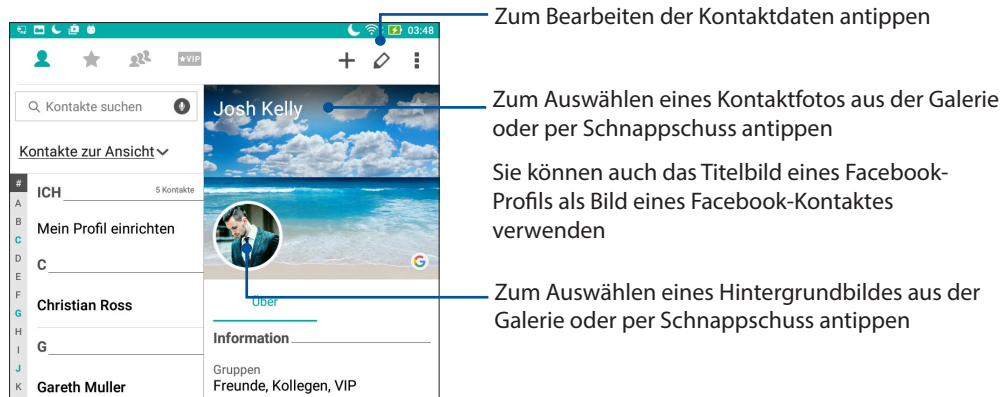 03:48
★VIP
Kontakte suchen
Kontakte zur Ansicht
#
A
B
C
D
E
F
G
H
I
J
K
ICH
5 Kontakte
Mein Profil einrichten
C
Christian Ross
G
Gareth Muller
Josh Kelly
G
Über
Information
Gruppen
Freunde, Kollegen, VIP
Zum Bearbeiten der Kontaktdaten antippen
Zum Auswählen eines Kontaktfotos aus der Galerie
oder per Schnappschuss antippen
Sie können auch das Titelbild eines Facebook-
Profils als Bild eines Facebook-Kontaktes
verwenden
Zum Auswählen eines Hintergrundbildes aus der
Galerie oder per Schnappschuss antippen